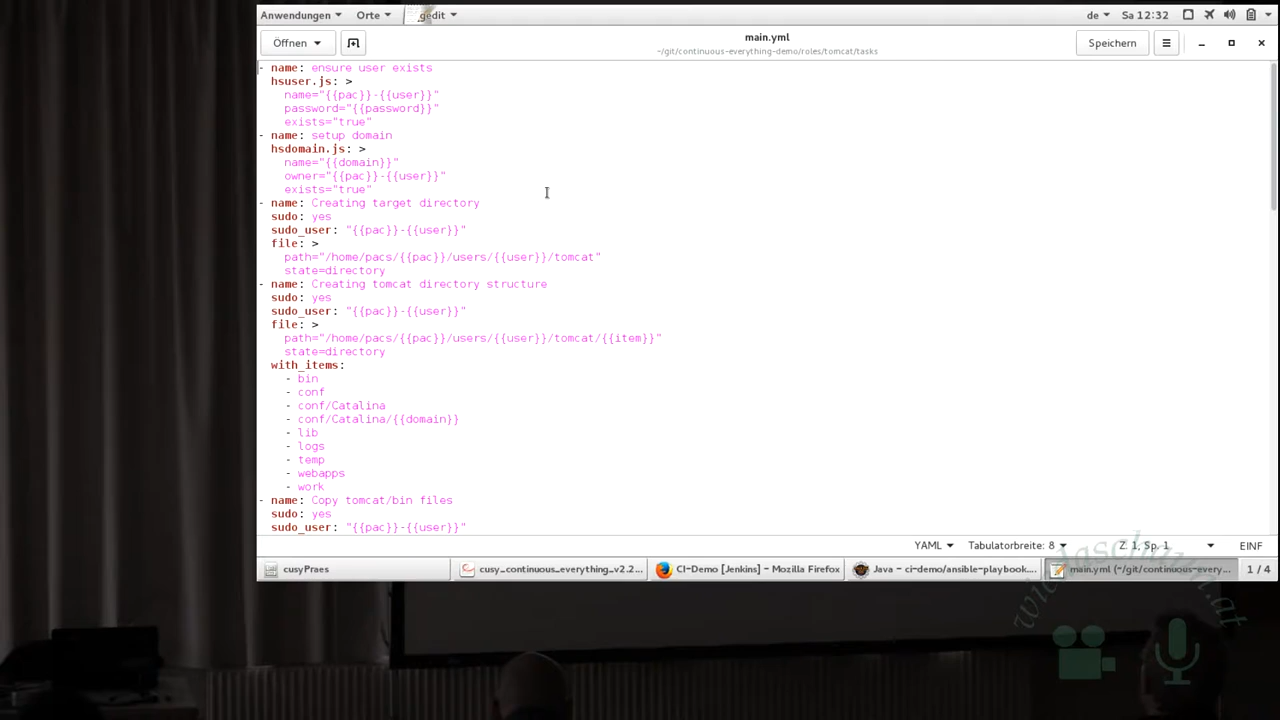 Anwendungen Orte gedit de Sa 12:32
Öffnen main.yml Speichern
~/git/continuous-everything-demo/roles/tomcat/tasks
- name: ensure user exists
hsuser.js: >
name="{{pac}}-{{user}}"
password="{{password}}"
exists="true"
- name: setup domain
hsdomain.js: >
name="{{domain}}"
owner="{{pac}}-{{user}}"
exists="true"
- name: Creating target directory
sudo: yes
sudo_user: "{{pac}}-{{user}}"
file: >
path="/home/pacs/{{pac}}/users/{{user}}/tomcat"
state=directory
- name: Creating tomcat directory structure
sudo: yes
sudo_user: "{{pac}}-{{user}}"
file: >
path="/home/pacs/{{pac}}/users/{{user}}/tomcat/{{item}}"
state=directory
with_items:
- bin
- conf
- conf/Catalina
- conf/Catalina/{{domain}}
- lib
- logs
- temp
- webapps
- work
- name: Copy tomcat/bin files
sudo: yes
sudo_user: "{{pac}}-{{user}}"
YAML Tabulatorbreite: 8 Z. 1, Sp. 1 EINF
cusyPraes cusy_continuous_everything_v2.2... CI-Demo [Jenkins] – Mozilla Firefox Java – ci-demo/ansible-playbook.... main.yml (~/git/continuous-every... 1 / 4